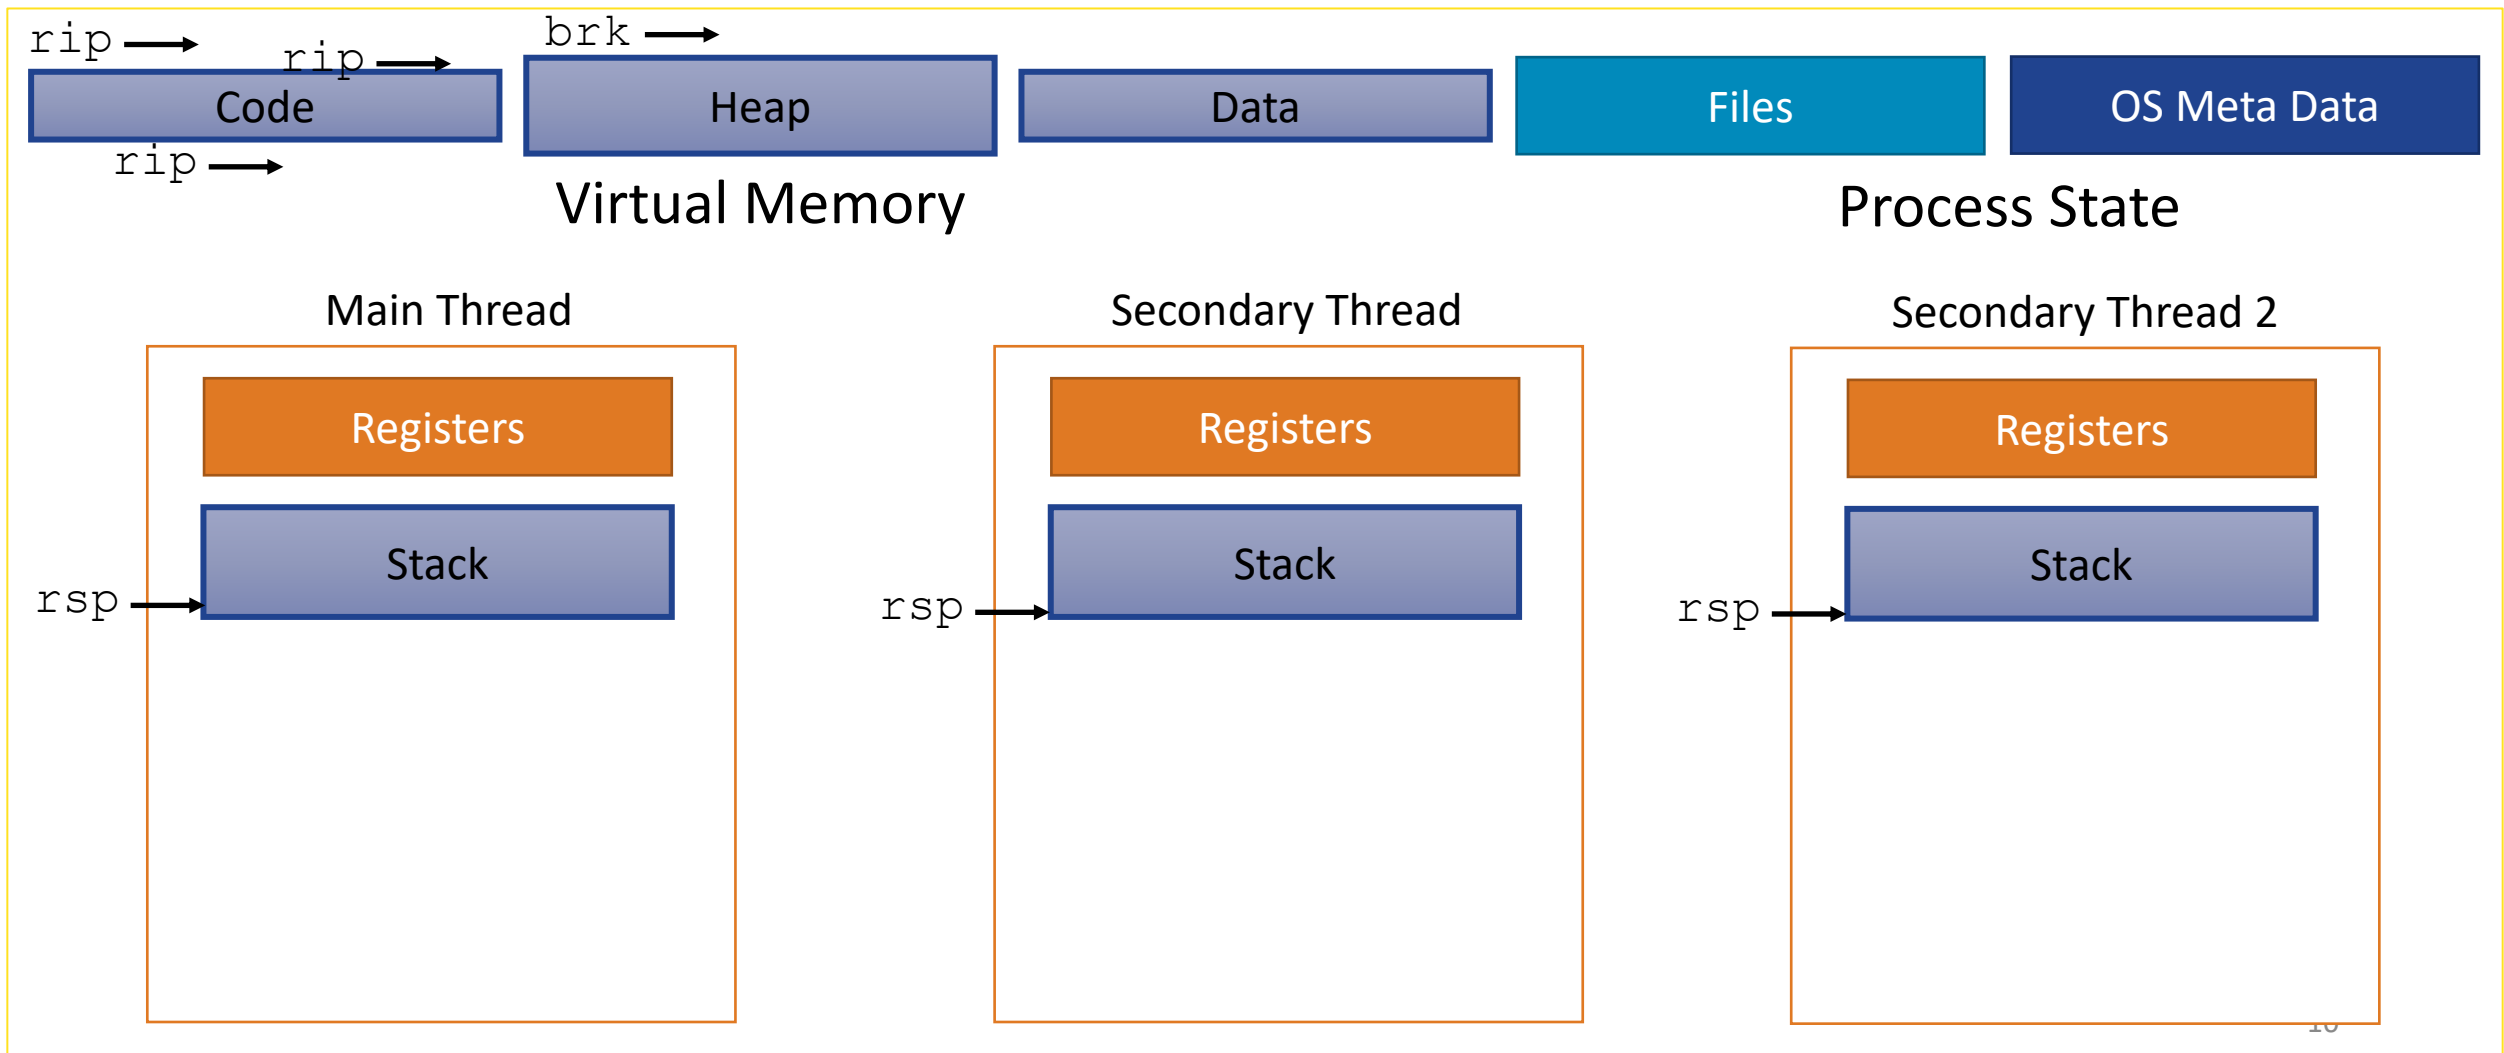 rip
rip
brk
Code
Heap
Data
Files
OS Meta Data
rip
Virtual Memory
Process State
Main Thread
Secondary Thread
Secondary Thread 2
Registers
Registers
Registers
Stack
Stack
Stack
rsp
rsp
rsp